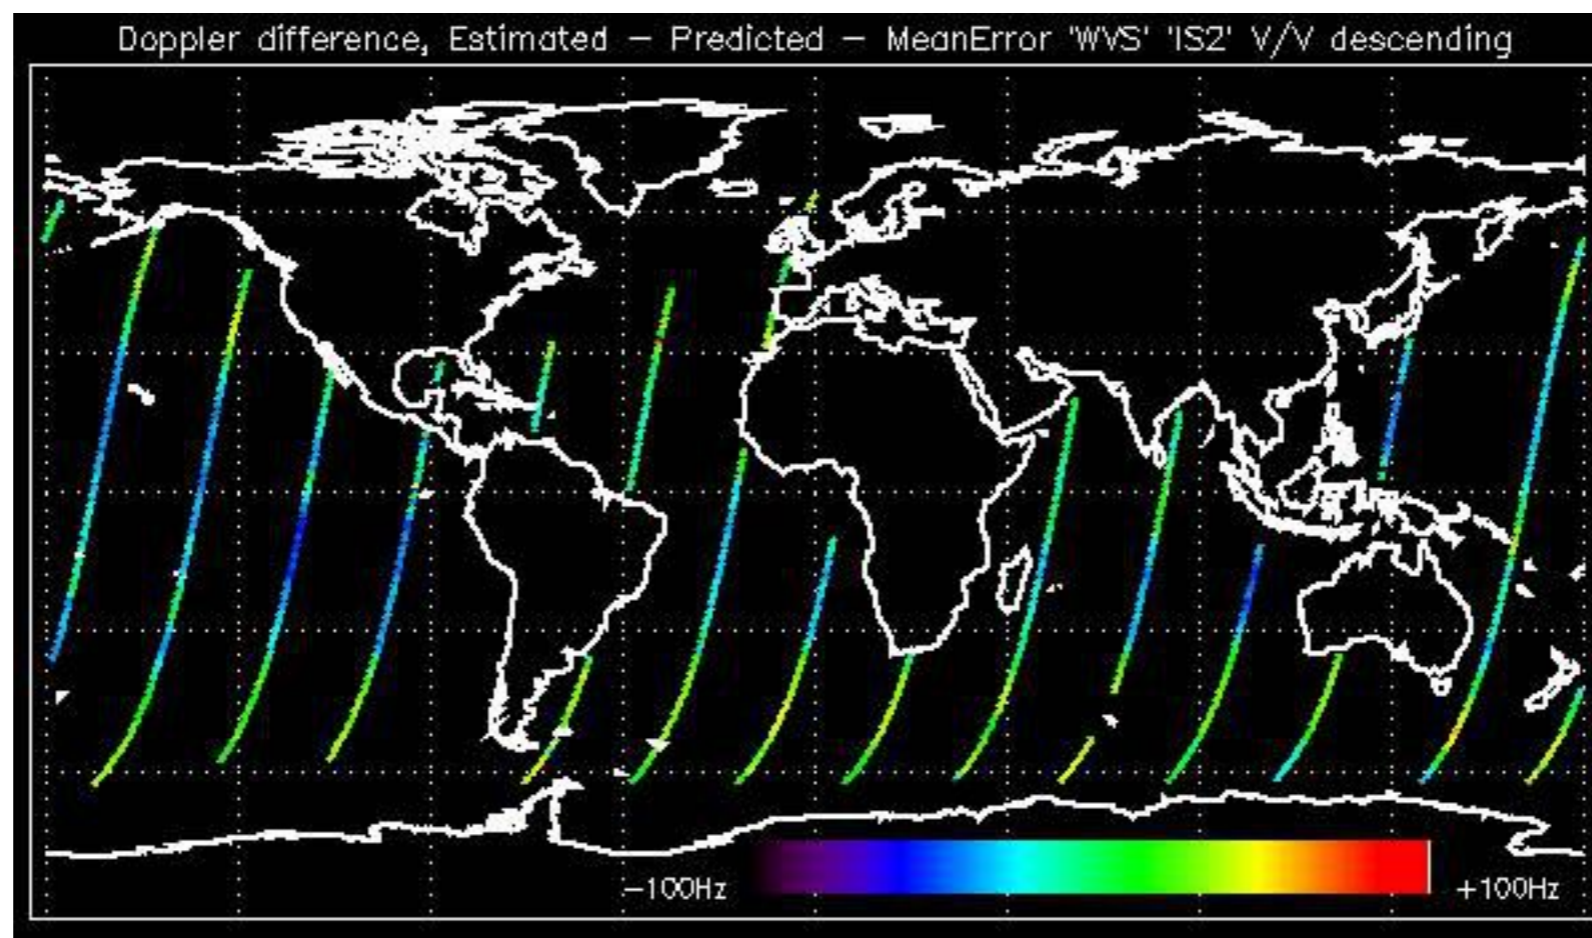 Doppler difference, Estimated – Predicted – MeanError 'WVS' 'IS2' V/V descending
–100Hz
+100Hz